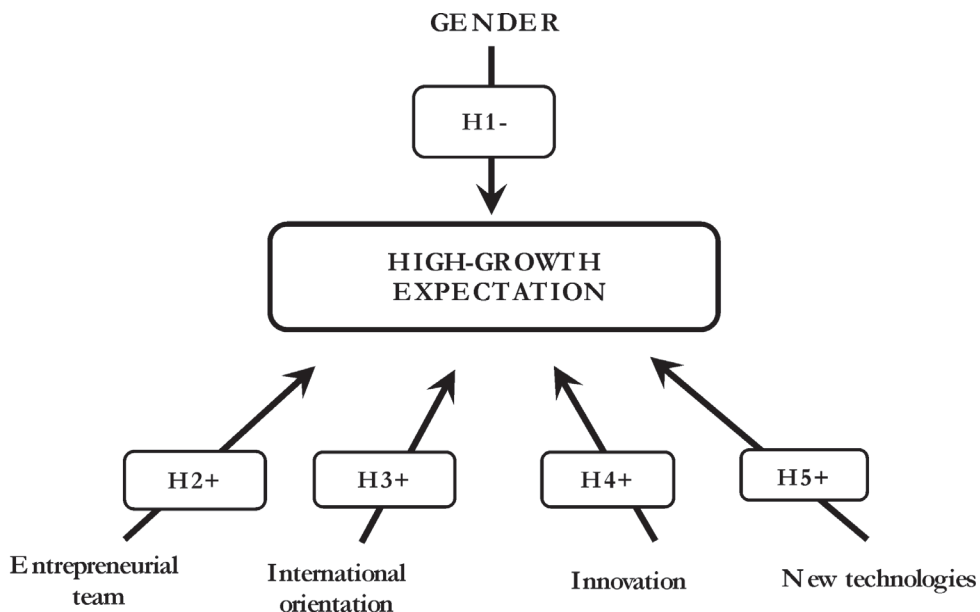 GENDER
H1-
HIGH-GROWTH
EXPECTATION
H2+
H3+
H4+
H5+
Entrepreneurial
team
International
orientation
Innovation
New technologies